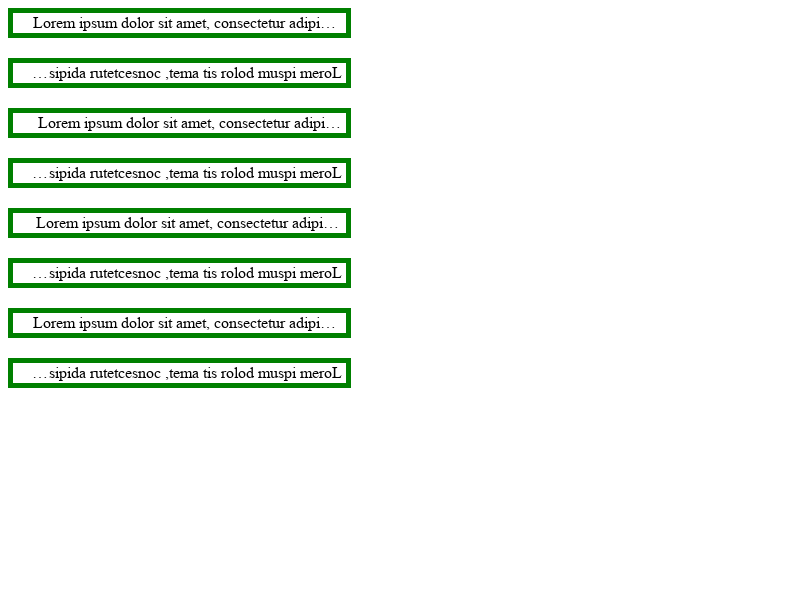 Lorem ipsum dolor sit amet, consectetur adipi…
…sipida rutetcesnoc ,tema tis rolod muspi meroL
Lorem ipsum dolor sit amet, consectetur adipi…
…sipida rutetcesnoc ,tema tis rolod muspi meroL
Lorem ipsum dolor sit amet, consectetur adipi…
…sipida rutetcesnoc ,tema tis rolod muspi meroL
Lorem ipsum dolor sit amet, consectetur adipi…
…sipida rutetcesnoc ,tema tis rolod muspi meroL